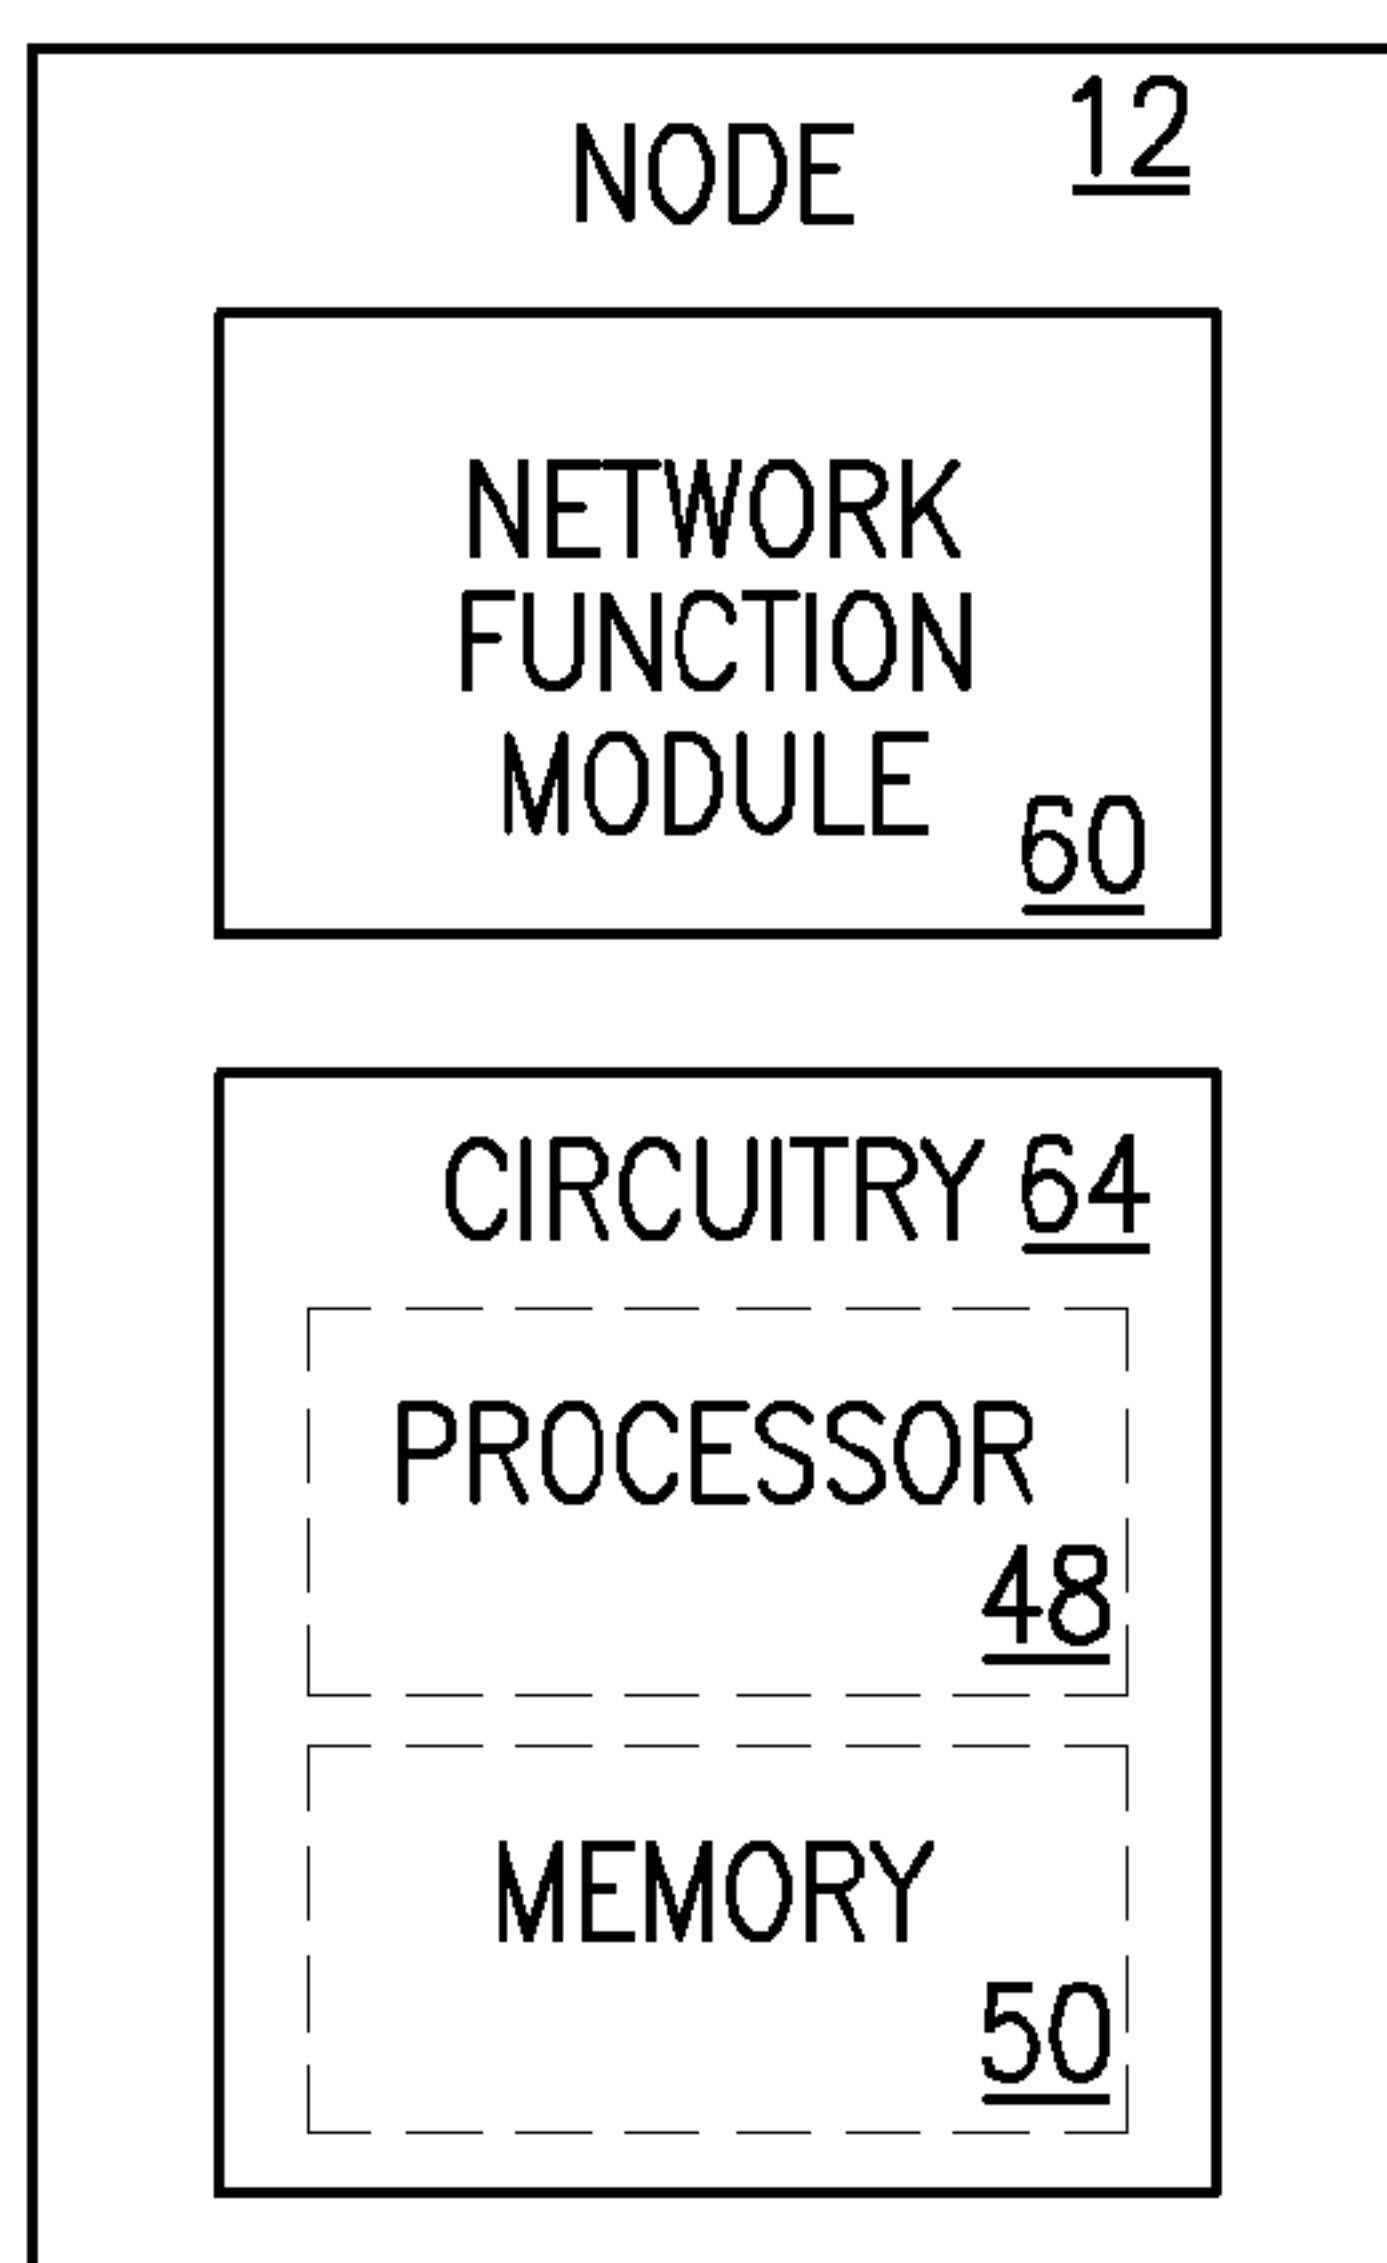 NODE 12
NETWORK
FUNCTION
MODULE
60
CIRCUITRY 64
PROCESSOR
48
MEMORY
50